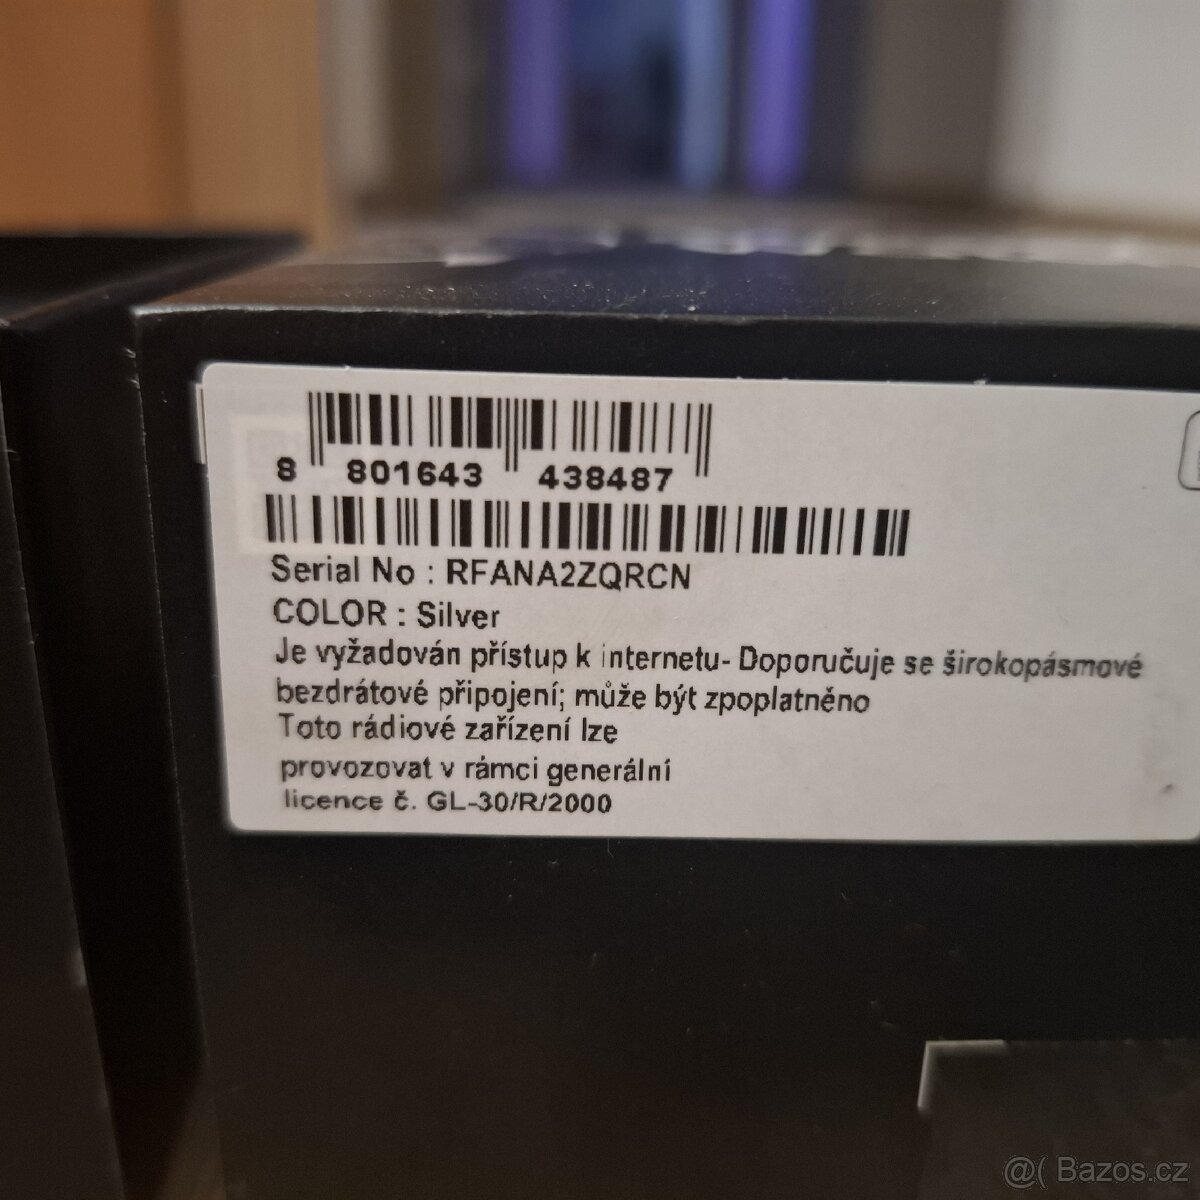 8 801643 438487
Serial No : RFANA2ZQRCN
COLOR : Silver
Je vyžadován přístup k internetu- Doporučuje se širokopásmové
bezdrátové připojení; může být zpoplatněno
Toto rádiové zařízení lze
provozovat v rámci generální
licence č. GL-30/R/2000
@( Bazos.cz